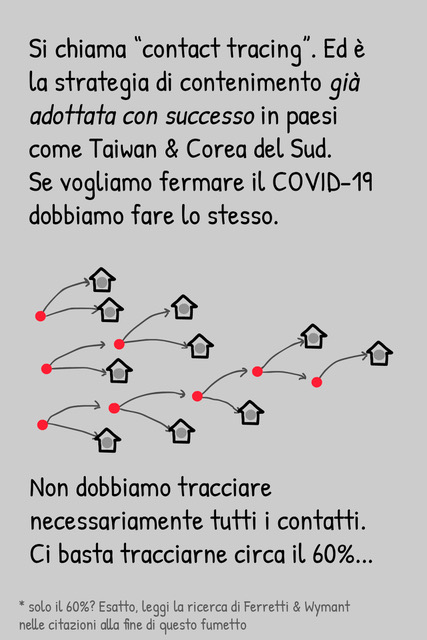 Si chiama “contact tracing”. Ed è
la strategia di contenimento già
adottata con successo in paesi
come Taiwan & Corea del Sud.
Se vogliamo fermare il COVID-19
dobbiamo fare lo stesso.
Non dobbiamo tracciare
necessariamente tutti i contatti.
Ci basta tracciarne circa il 60%...
* solo il 60%? Esatto, leggi la ricerca di Ferretti & Wymant
nelle citazioni alla fine di questo fumetto